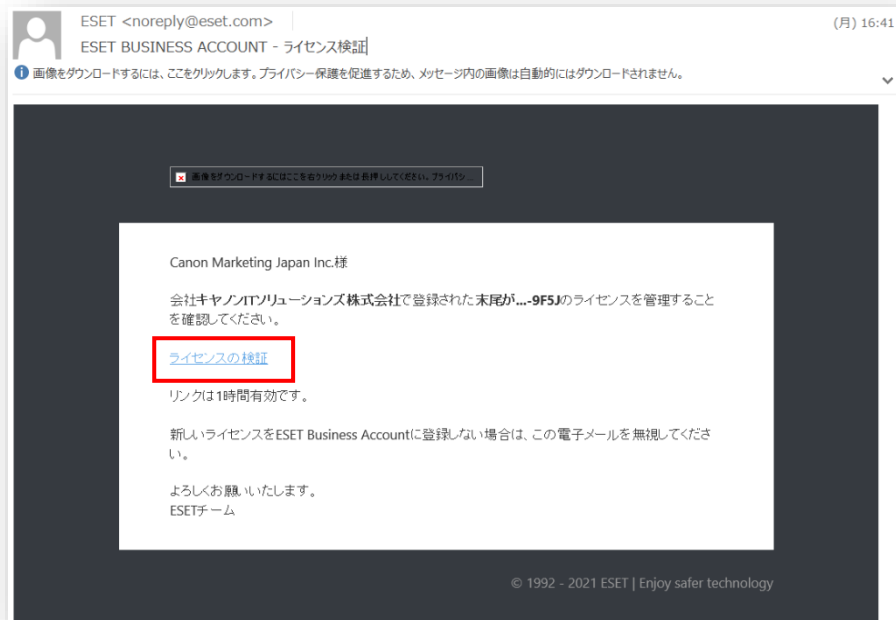 ESET <noreply@eset.com>
(月) 16:41
ESET BUSINESS ACCOUNT - ライセンス検証
画像をダウンロードするには、ここをクリックします。プライバシー保護を促進するため、メッセージ内の画像は自動的にはダウンロードされません。
画像をダウンロードするにはここを右クリックまたは長押ししてください。プライバシ...
Canon Marketing Japan Inc.様
会社キヤノンITソリューションズ株式会社で登録された末尾が...-9F5Jのライセンスを管理すること
を確認してください。
ライセンスの検証
リンクは1時間有効です。
新しいライセンスをESET Business Accountに登録しない場合は、この電子メールを無視してくださ
い。
よろしくお願いいたします。
ESETチーム
© 1992 - 2021 ESET | Enjoy safer technology